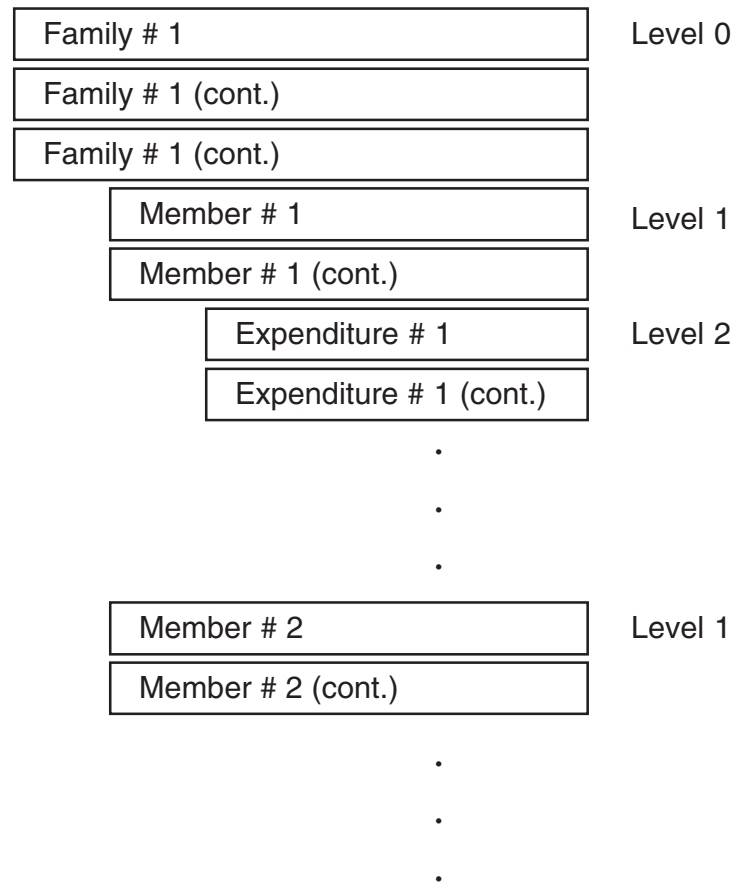 Family # 1 Level 0
Family # 1 (cont.)
Family # 1 (cont.)
Member # 1 Level 1
Member # 1 (cont.)
Expenditure # 1 Level 2
Expenditure # 1 (cont.)
.
.
.
Member # 2 Level 1
Member # 2 (cont.)
.
.
.